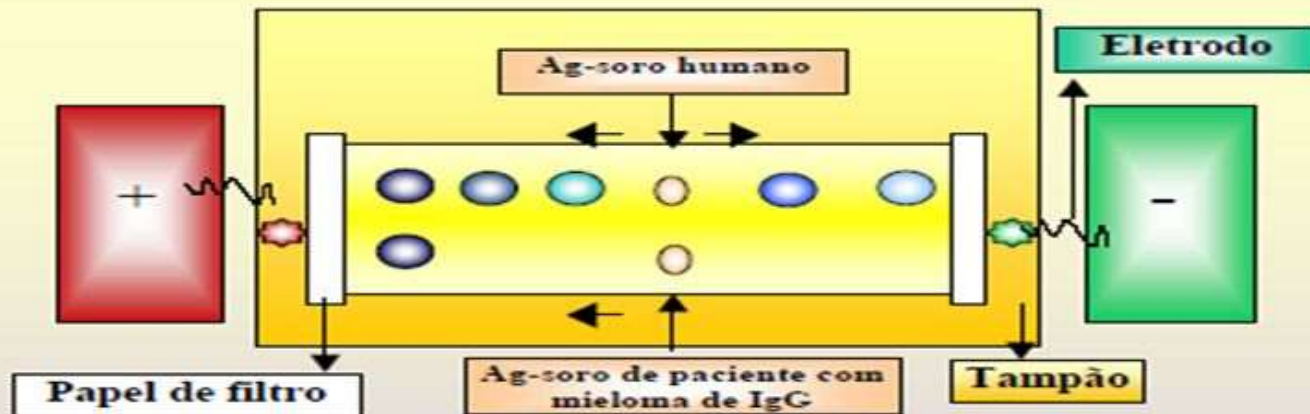 Eletrodo
Ag-soro humano
+
-
Papel de filtro
Ag-soro de paciente com
mieloma de IgG
Tampão